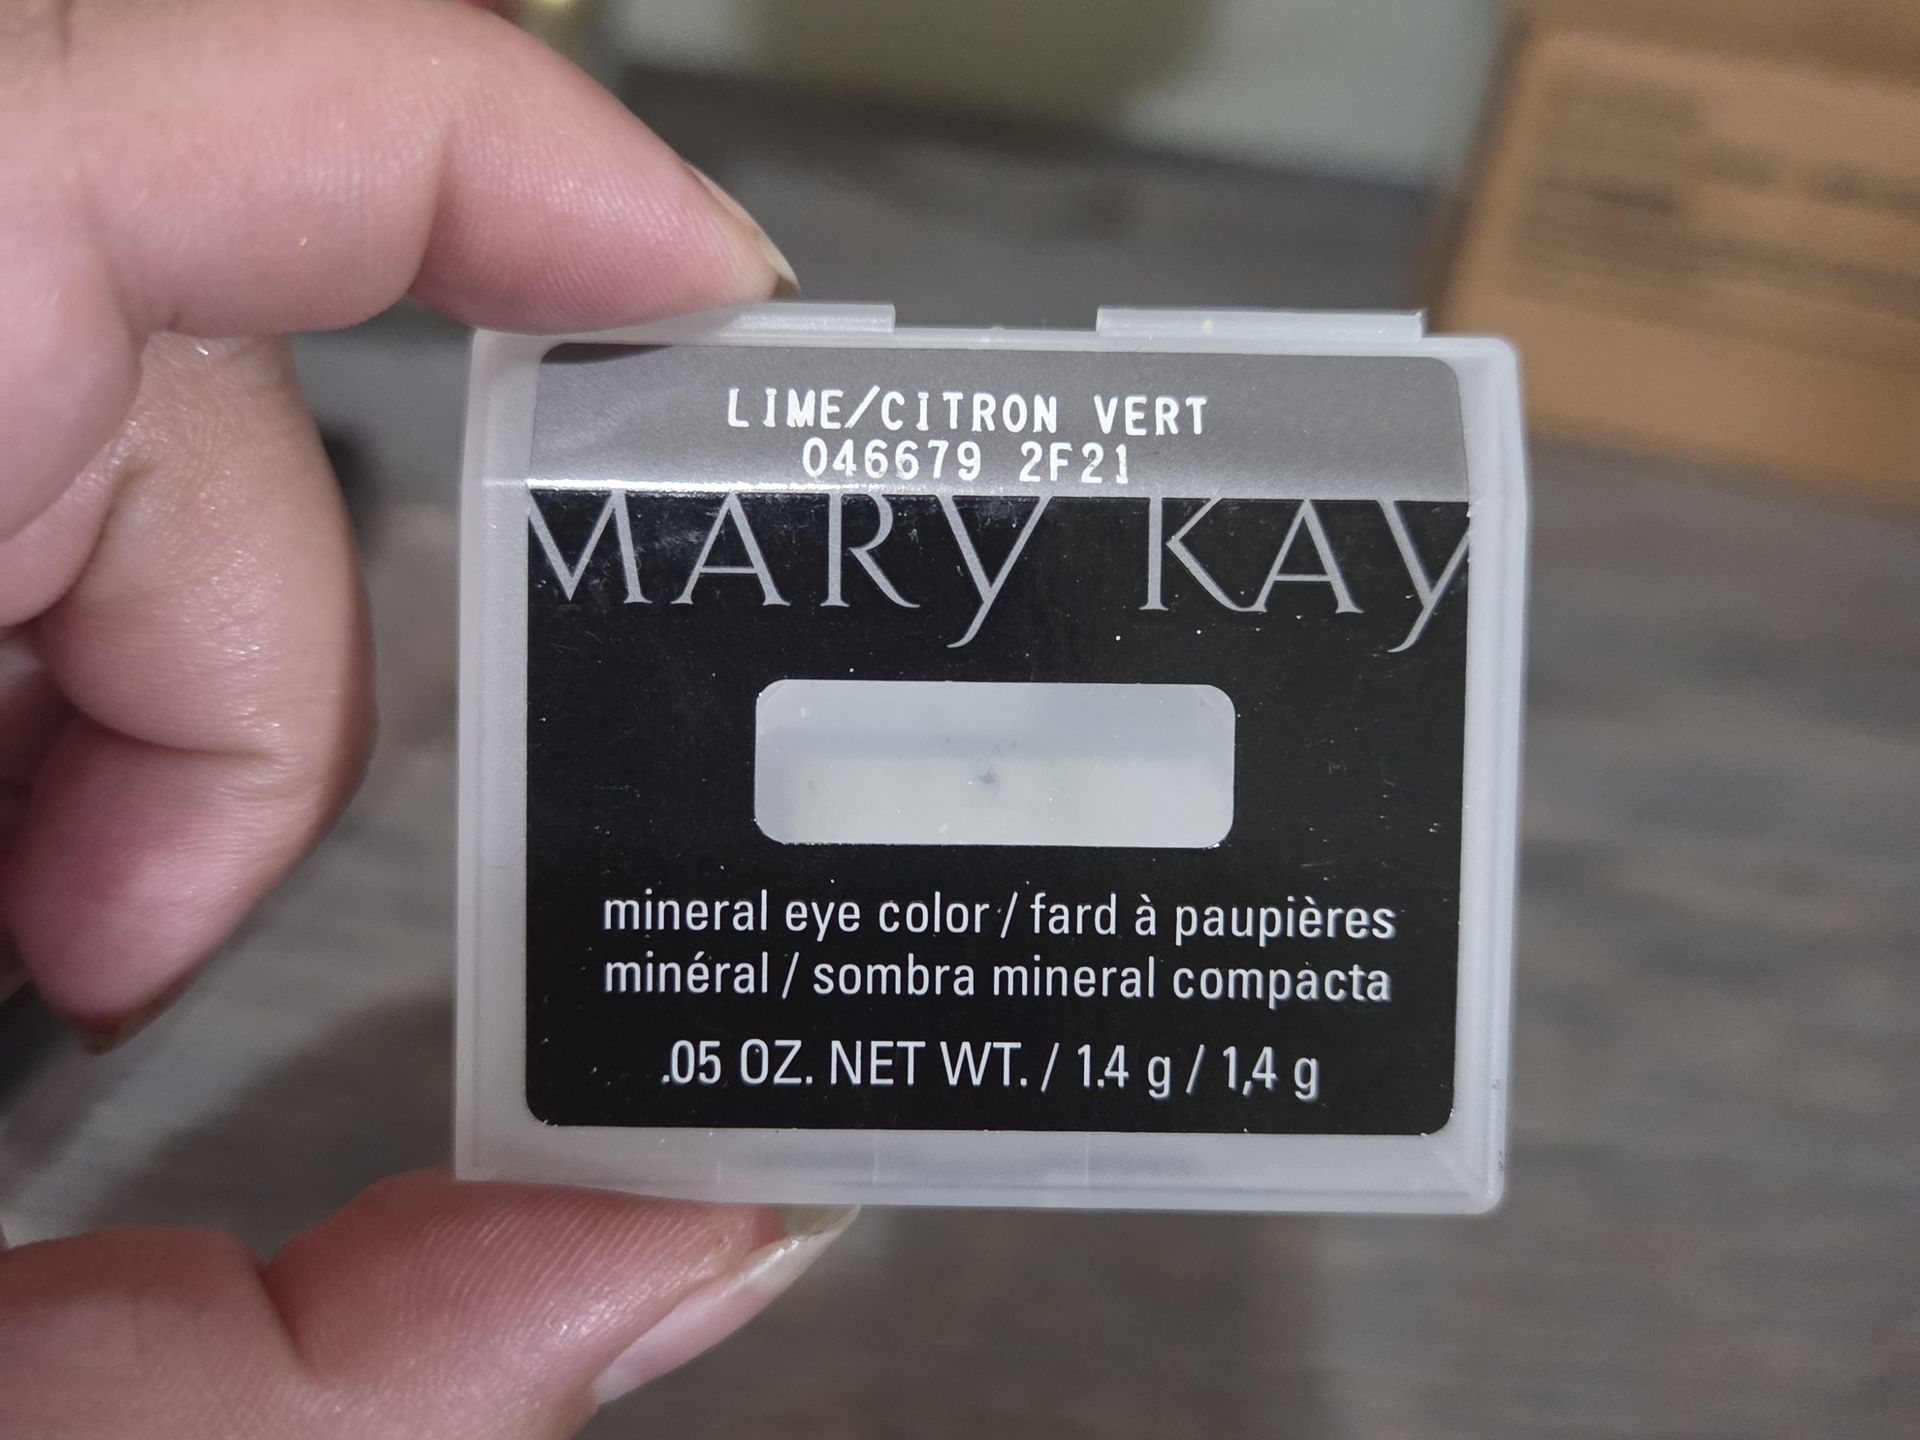 LIME/CITRON VERT
046679 2F21
MARY KAY
mineral eye color / fard à paupières
minéral / sombra mineral compacta
.05 OZ. NET WT. / 1.4 g / 1,4 g